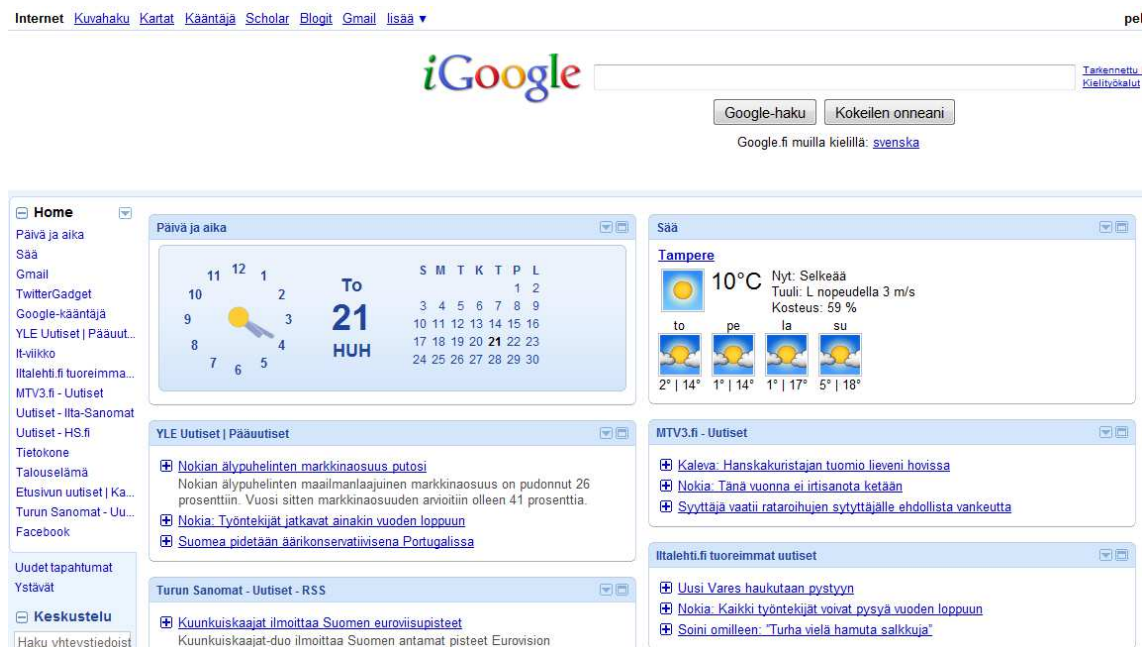 Internet Kuvahaku Kartat Kääntäjä Scholar Blogit Gmail lisää ▼
iGoogle
Tarkennettu
Kielityökalut
Google-haku Kokeilen onneani
Google.fi muilla kielillä: svenska
Home
Päivä ja aika
Sää
Gmail
TwitterGadget
Google-kääntäjä
YLE Uutiset | Pääuut...
It-viikko
Iltalehti.fi tuoreimma...
MTV3.fi - Uutiset
Uutiset - Ilta-Sanomat
Uutiset - HS.fi
Tietokone
Talouselämä
Etusivun uutiset | Ka...
Turun Sanomat - Uu...
Facebook
Uudet tapahtumat
Ystävät
Keskustelu
Haku yhteystiedoist
Päivä ja aika
12
11 1
10 2
9 3
8 4
7 5
6
To
21
HUH
S M T K T P L
1 2
3 4 5 6 7 8 9
10 11 12 13 14 15 16
17 18 19 20 21 22 23
24 25 26 27 28 29 30
Sää
Tampere
10°C
Nyt: Selkeää
Tuuli: L nopeudella 3 m/s
Kosteus: 59 %
to pe la su
2° | 14° 1° | 14° 1° | 17° 5° | 18°
YLE Uutiset | Pääuutiset
Nokian älypuhelinten markkinaosuus putosi
Nokian älypuhelinten maailmanlaajuinen markkinaosuus on pudonnut 26
prosenttiin. Vuosi sitten markkinaosuuden arvioitiin olleen 41 prosenttia.
Nokia: Työntekijät jatkavat ainakin vuoden loppuun
Suomea pidetään äärikonservatiivisena Portugalissa
MTV3.fi - Uutiset
Kaleva: Hanskakuristajan tuomio lieveni hovissa
Nokia: Tänä vuonna ei irtisanota ketään
Syyttäjä vaatii rataroihujen sytyttäjälle ehdollista vankeutta
Turun Sanomat - Uutiset - RSS
Kuunkuiskaajat ilmoittaa Suomen euroviisupisteet
Kuunkuiskaajat-duo ilmoittaa Suomen antamat pisteet Eurovision
Iltalehti.fi tuoreimmat uutiset
Uusi Vares haukutaan pystyyn
Nokia: Kaikki työntekijät voivat pysyä vuoden loppuun
Soini omilleen: "Turha vielä hamuta salkkuja"